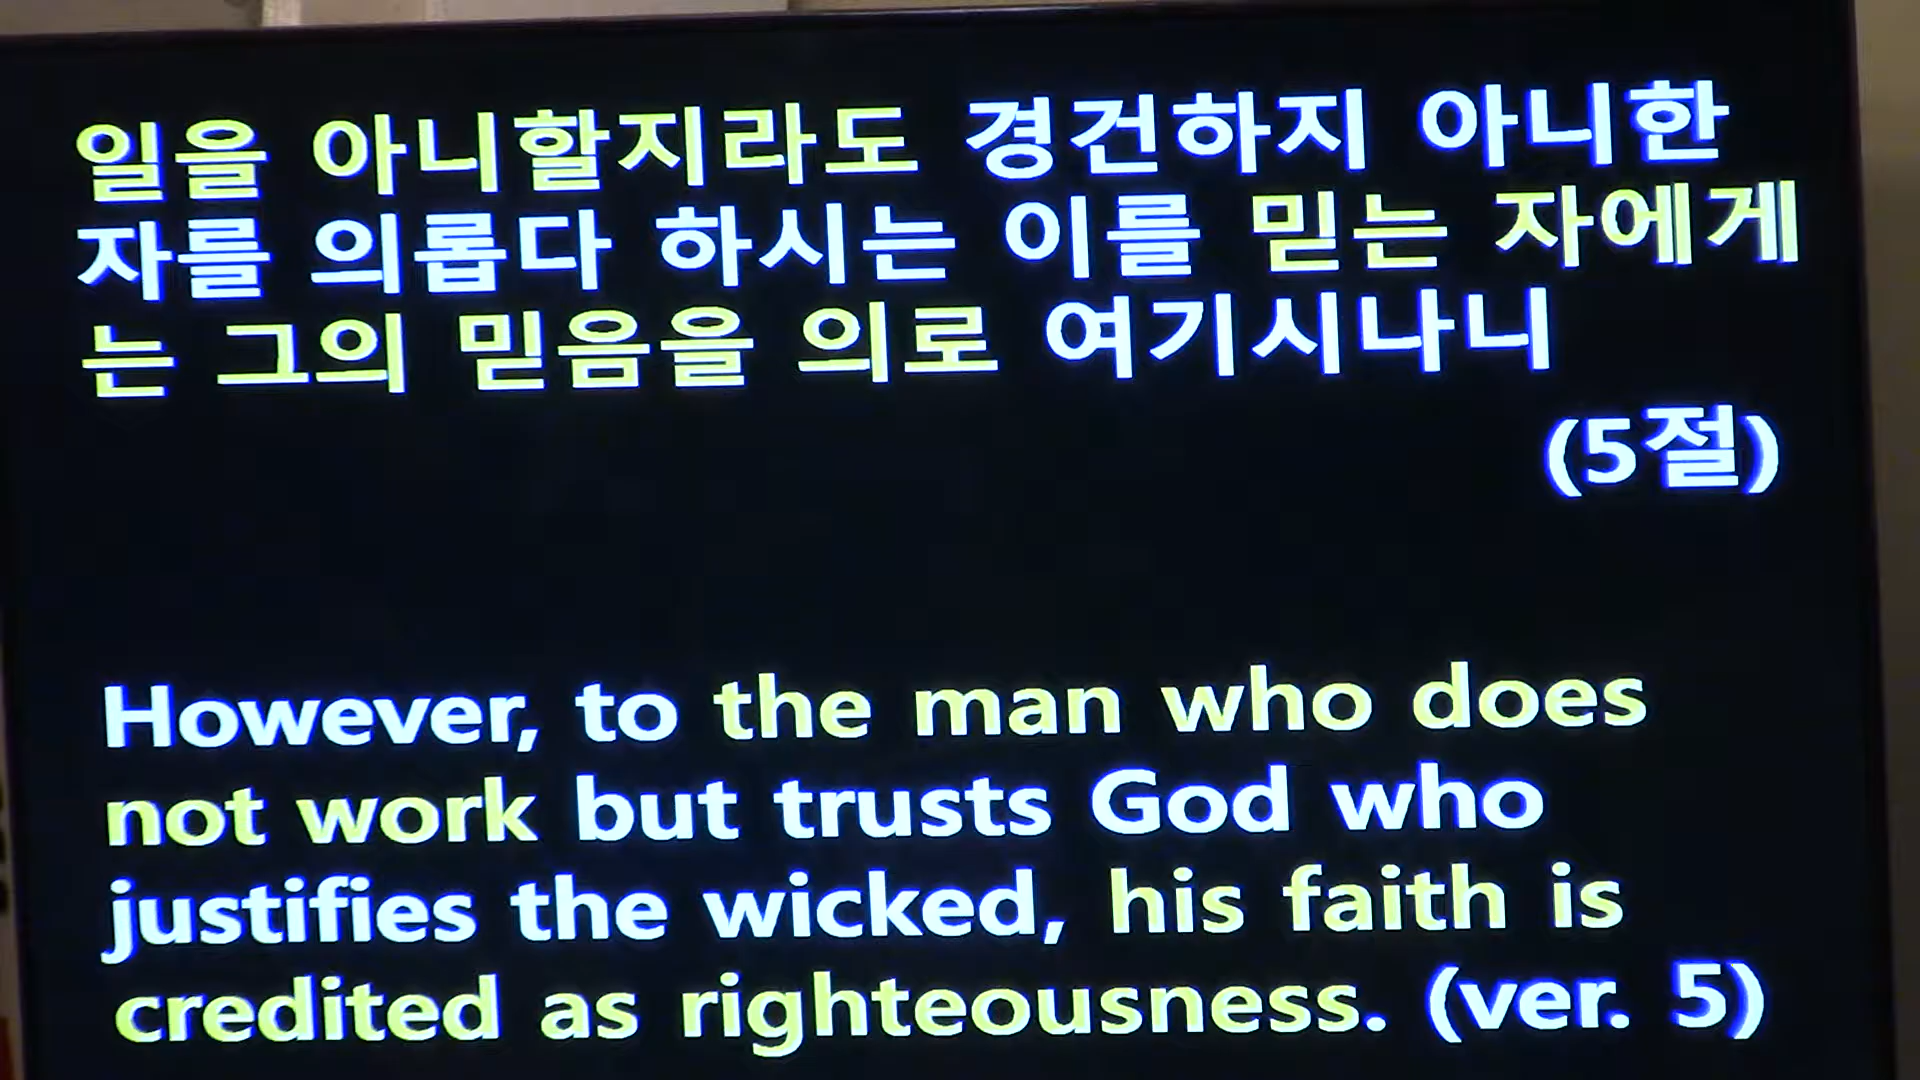 일을 아니할지라도 경건하지 아니한
자를 의롭다 하시는 이를 믿는 자에게
는 그의 믿음을 의로 여기시나니
(5절)
However, to the man who does
not work but trusts God who
justifies the wicked, his faith is
credited as righteousness. (ver. 5)